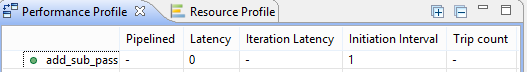 Performance Profile Resource Profile
Pipelined Latency Iteration Latency Initiation Interval Trip count
add_sub_pass - 0 - 1 -